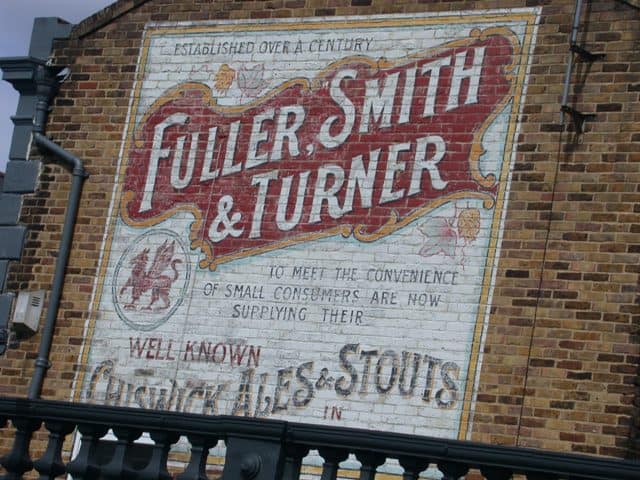 ESTABLISHED OVER A CENTURY
FULLER, SMITH
& TURNER
TO MEET THE CONVENIENCE
OF SMALL CONSUMERS ARE NOW
SUPPLYING THEIR
WELL-KNOWN
CHISWICK ALES & STOUTS
IN